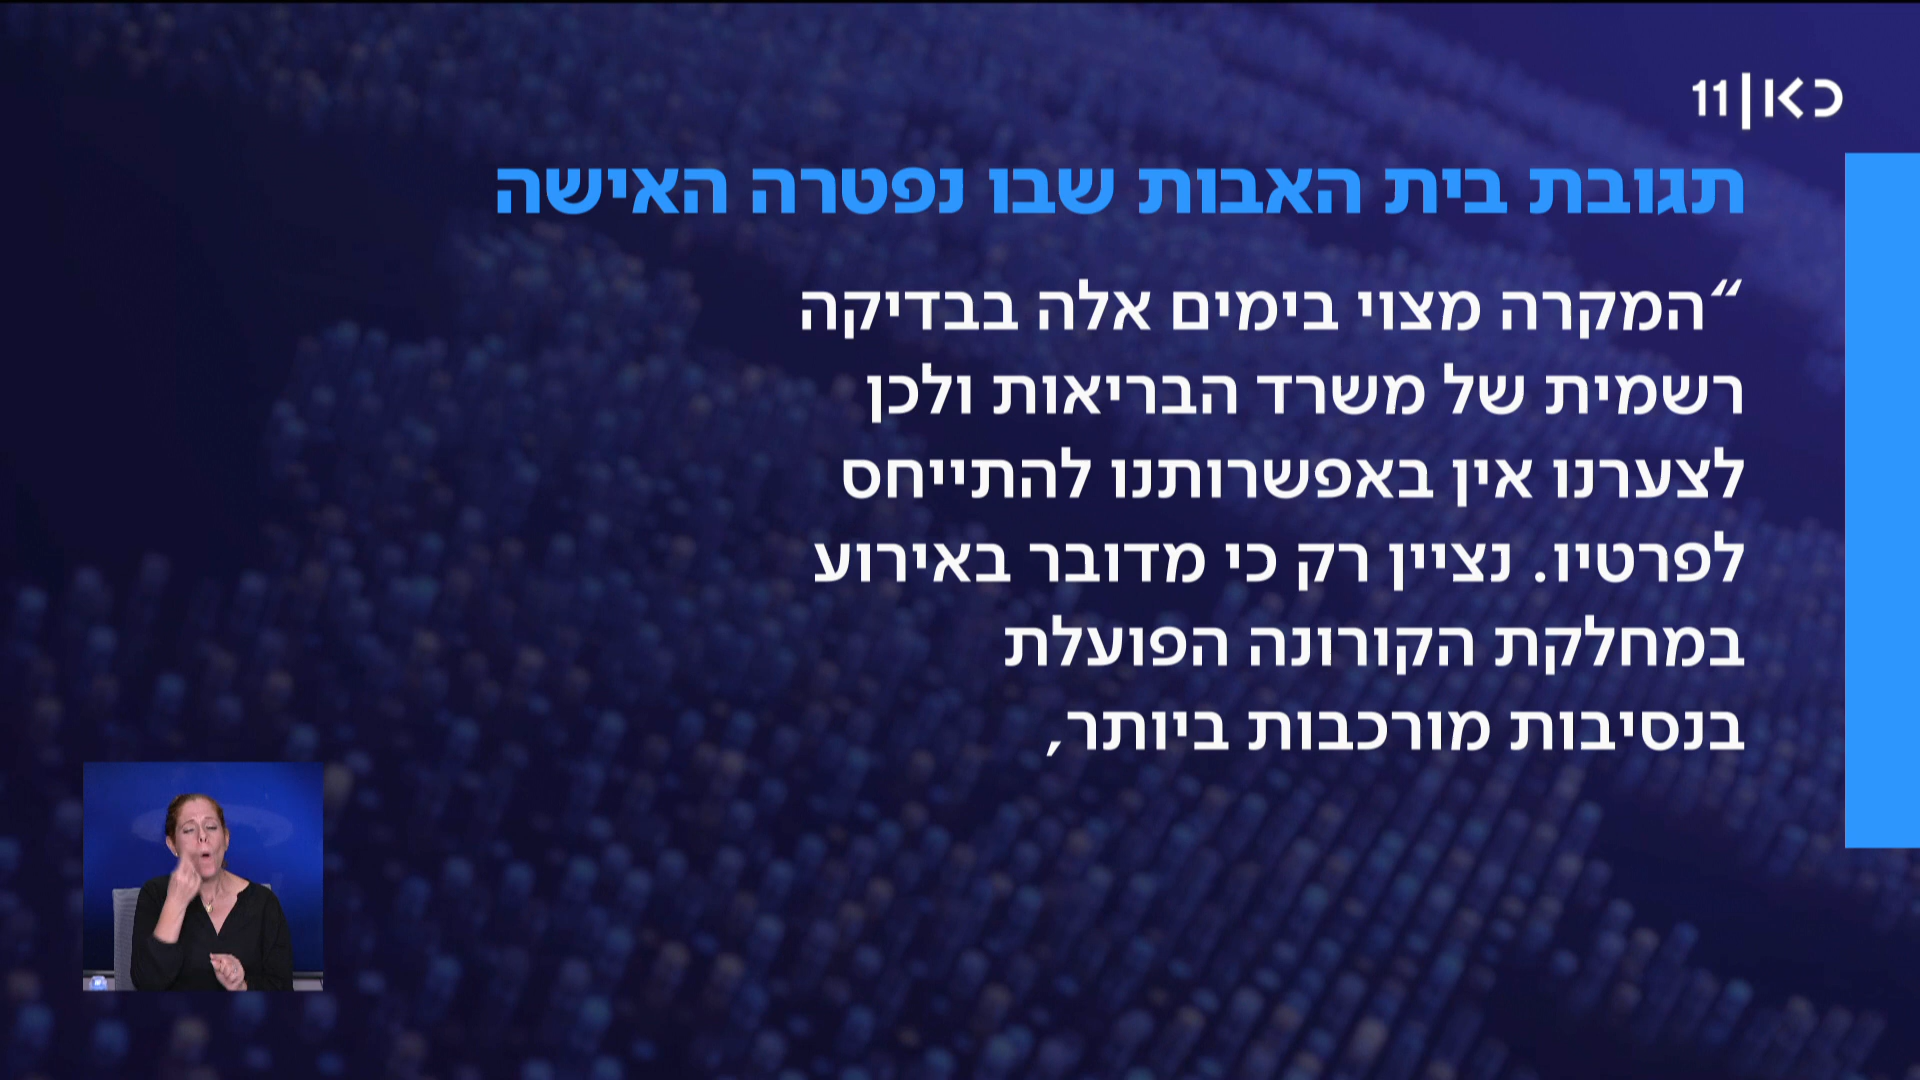 כאן|11
תגובת בית האבות שבו נפטרה האישה
“המקרה מצוי בימים אלה בבדיקה
רשמית של משרד הבריאות ולכן
לצערנו אין באפשרותנו להתייחס
לפרטיו. נציין רק כי מדובר באירוע
במחלקת הקורונה הפועלת
בנסיבות מורכבות ביותר,